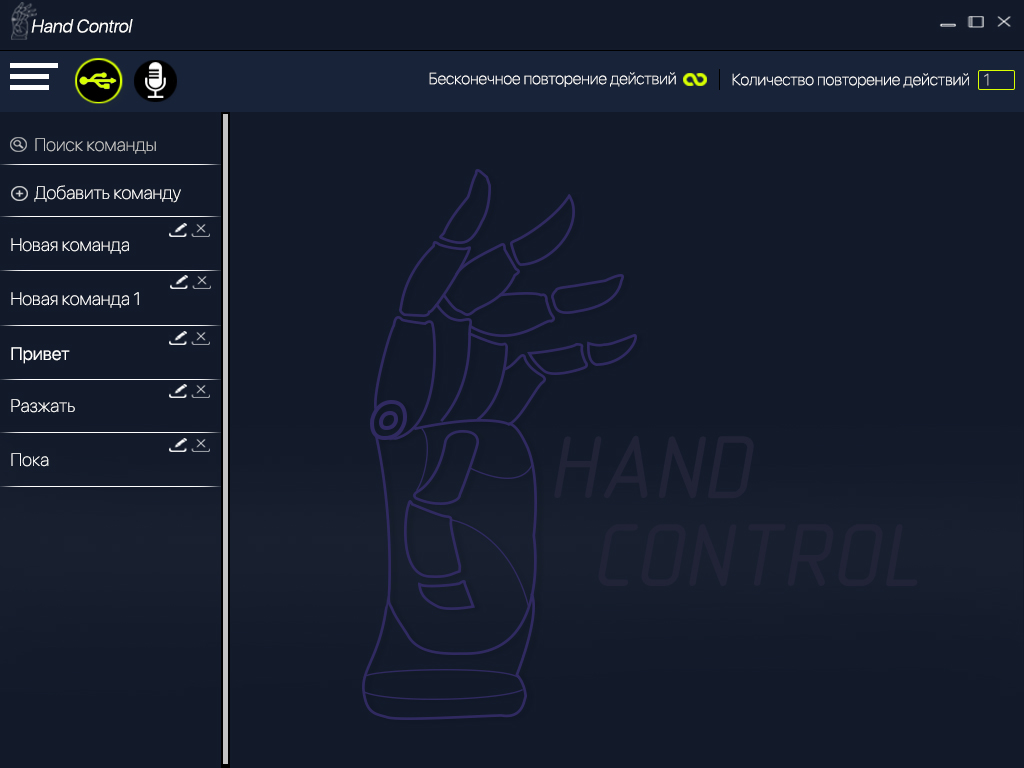 Hand Control
Бесконечное повторение действий
Количество повторение действий 1
Поиск команды
Добавить команду
Новая команда
Новая команда 1
Привет
Разжать
Пока
HAND
CONTROL